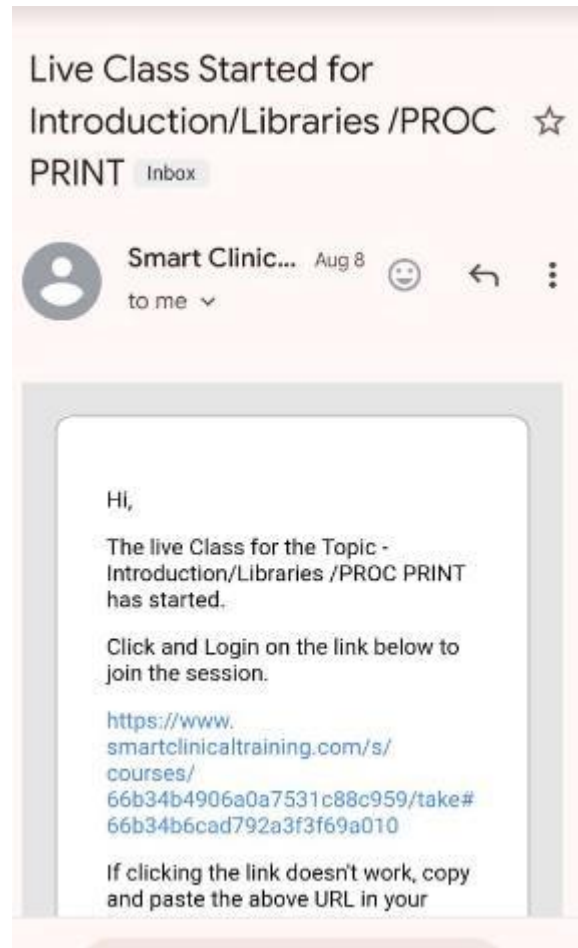 Live Class Started for
Introduction/Libraries /PROC
PRINT Inbox
Smart Clinic... Aug 8
to me
Hi,
The live Class for the Topic -
Introduction/Libraries /PROC PRINT
has started.
Click and Login on the link below to
join the session.
https://www.
smartclinicaltraining.com/s/
courses/
66b34b4906a0a7531c88c959/take#
66b34b6cad792a3f3f69a010
If clicking the link doesn't work, copy
and paste the above URL in your